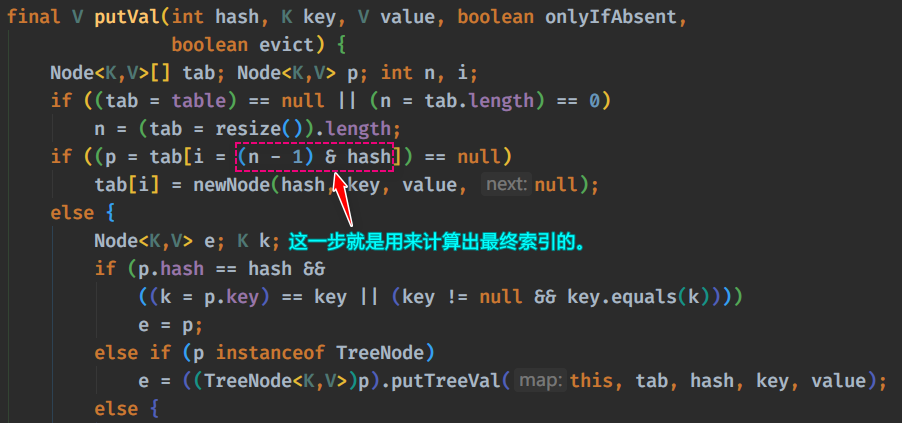 final V putVal(int hash, K key, V value, boolean onlyIfAbsent,
boolean evict) {
Node<K,V>[] tab; Node<K,V> p; int n, i;
if ((tab = table) == null || (n = tab.length) == 0)
n = (tab = resize()).length;
if ((p = tab[i = (n - 1) & hash]) == null)
tab[i] = newNode(hash, key, value, next: null);
else {
Node<K,V> e; K k; 这一步就是用来计算出最终索引的。
if (p.hash == hash &&
((k = p.key) == key || (key != null && key.equals(k))))
e = p;
else if (p instanceof TreeNode)
e = ((TreeNode<K,V>)p).putTreeVal( map: this, tab, hash, key, value);
else {